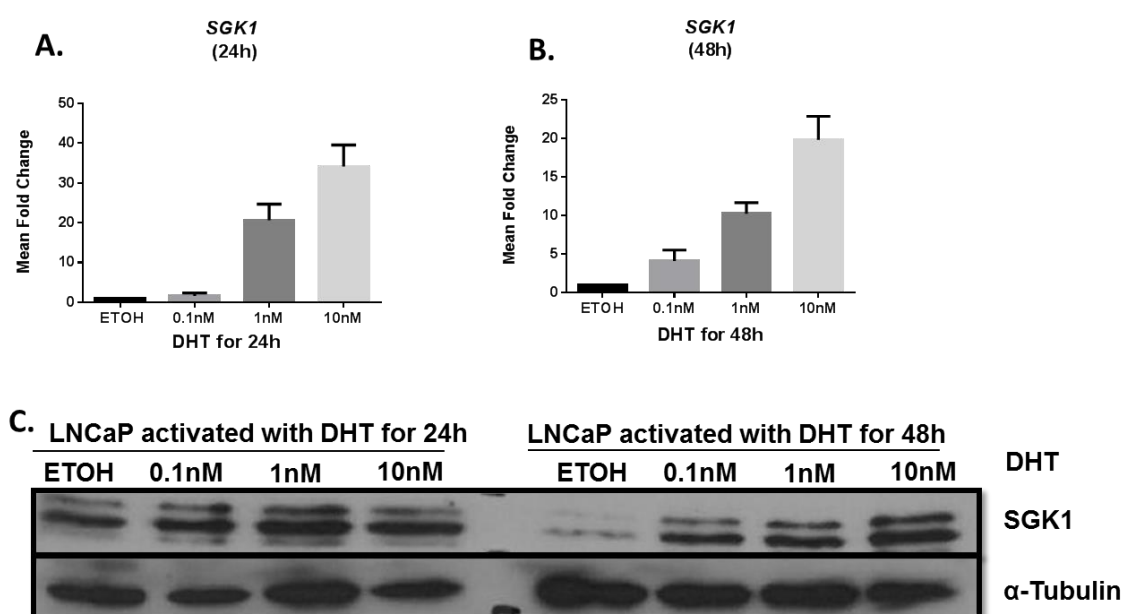 A.
SGK1
(24h)
Mean Fold Change
50
40
30
20
10
0
ETOH 0.1nM 1nM 10nM
DHT for 24h
B.
SGK1
(48h)
Mean Fold Change
25
20
15
10
5
0
ETOH 0.1nM 1nM 10nM
DHT for 48h
C.
LNCaP activated with DHT for 24h LNCaP activated with DHT for 48h
ETOH 0.1nM 1nM 10nM ETOH 0.1nM 1nM 10nM DHT
SGK1
α-Tubulin